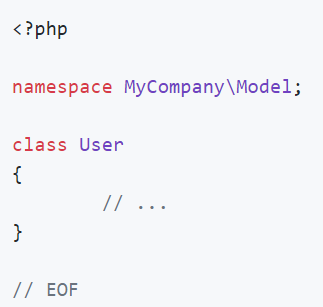 <?php
namespace MyCompany\Model;
class User
{
        // ...
}
// EOF